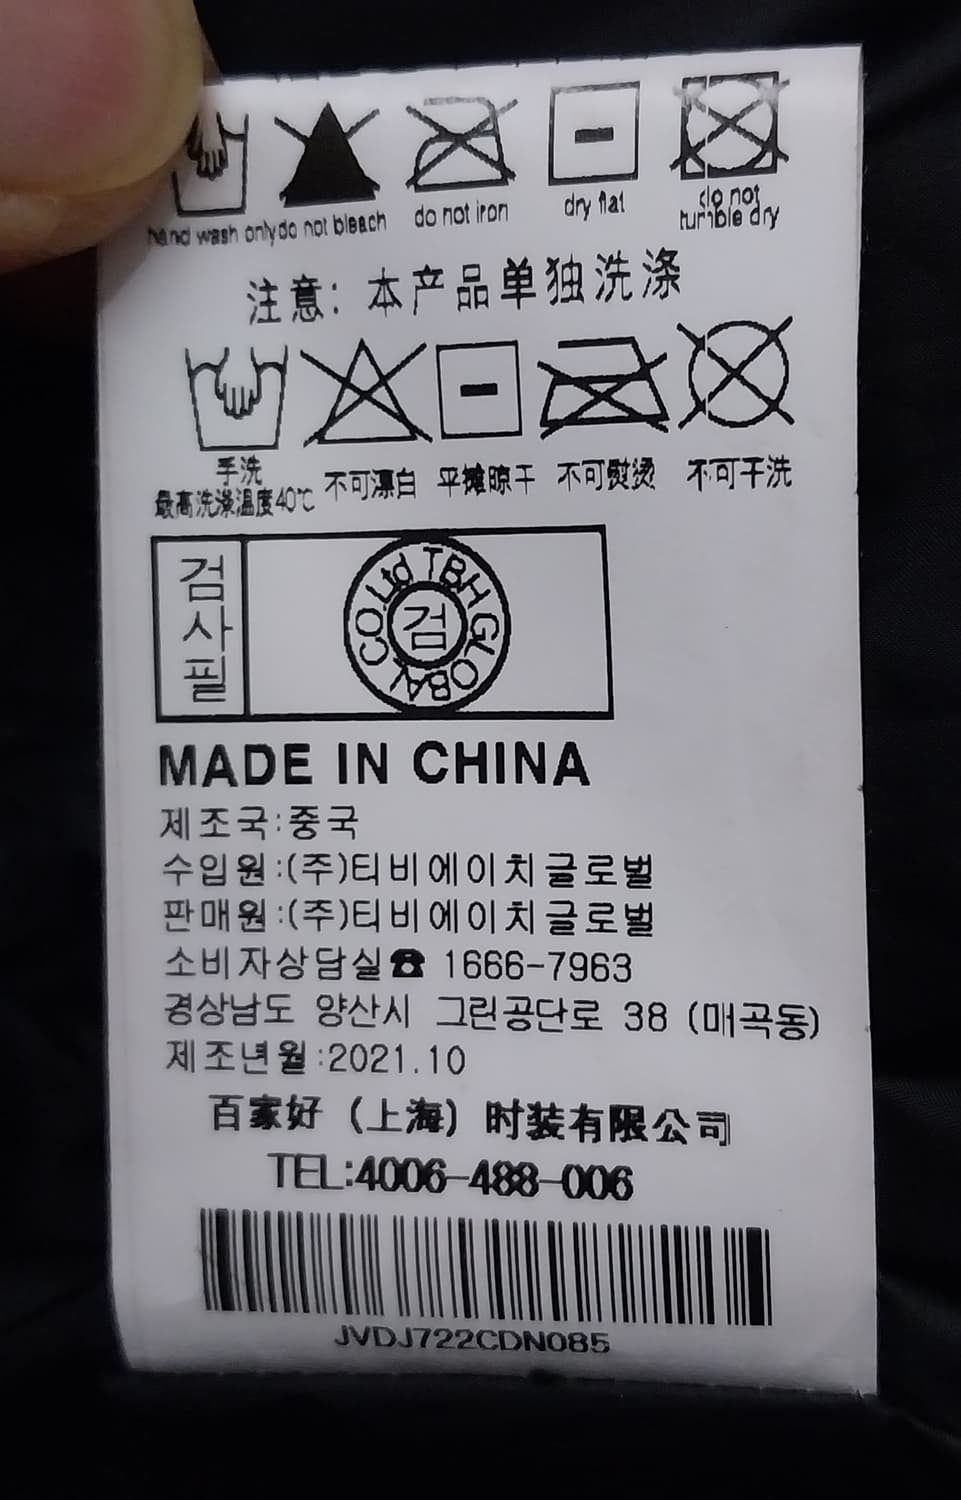 hand wash only do not bleach do not iron dry flat do not tumble dry
注意: 本产品单独洗涤
手洗 最高洗涤温度40℃ 不可漂白 平摊晾干 不可熨烫 不可干洗
검사필
TBH GLOBAL CO.Ltd
검
MADE IN CHINA
제조국:중국
수입원:(주)티비에이치글로벌
판매원:(주)티비에이치글로벌
소비자상담실☎ 1666-7963
경상남도 양산시 그린공단로 38 (매곡동)
제조년월:2021.10
百家好 (上海) 时装有限公司
TEL:4006-488-006
JVDJ722CDN085